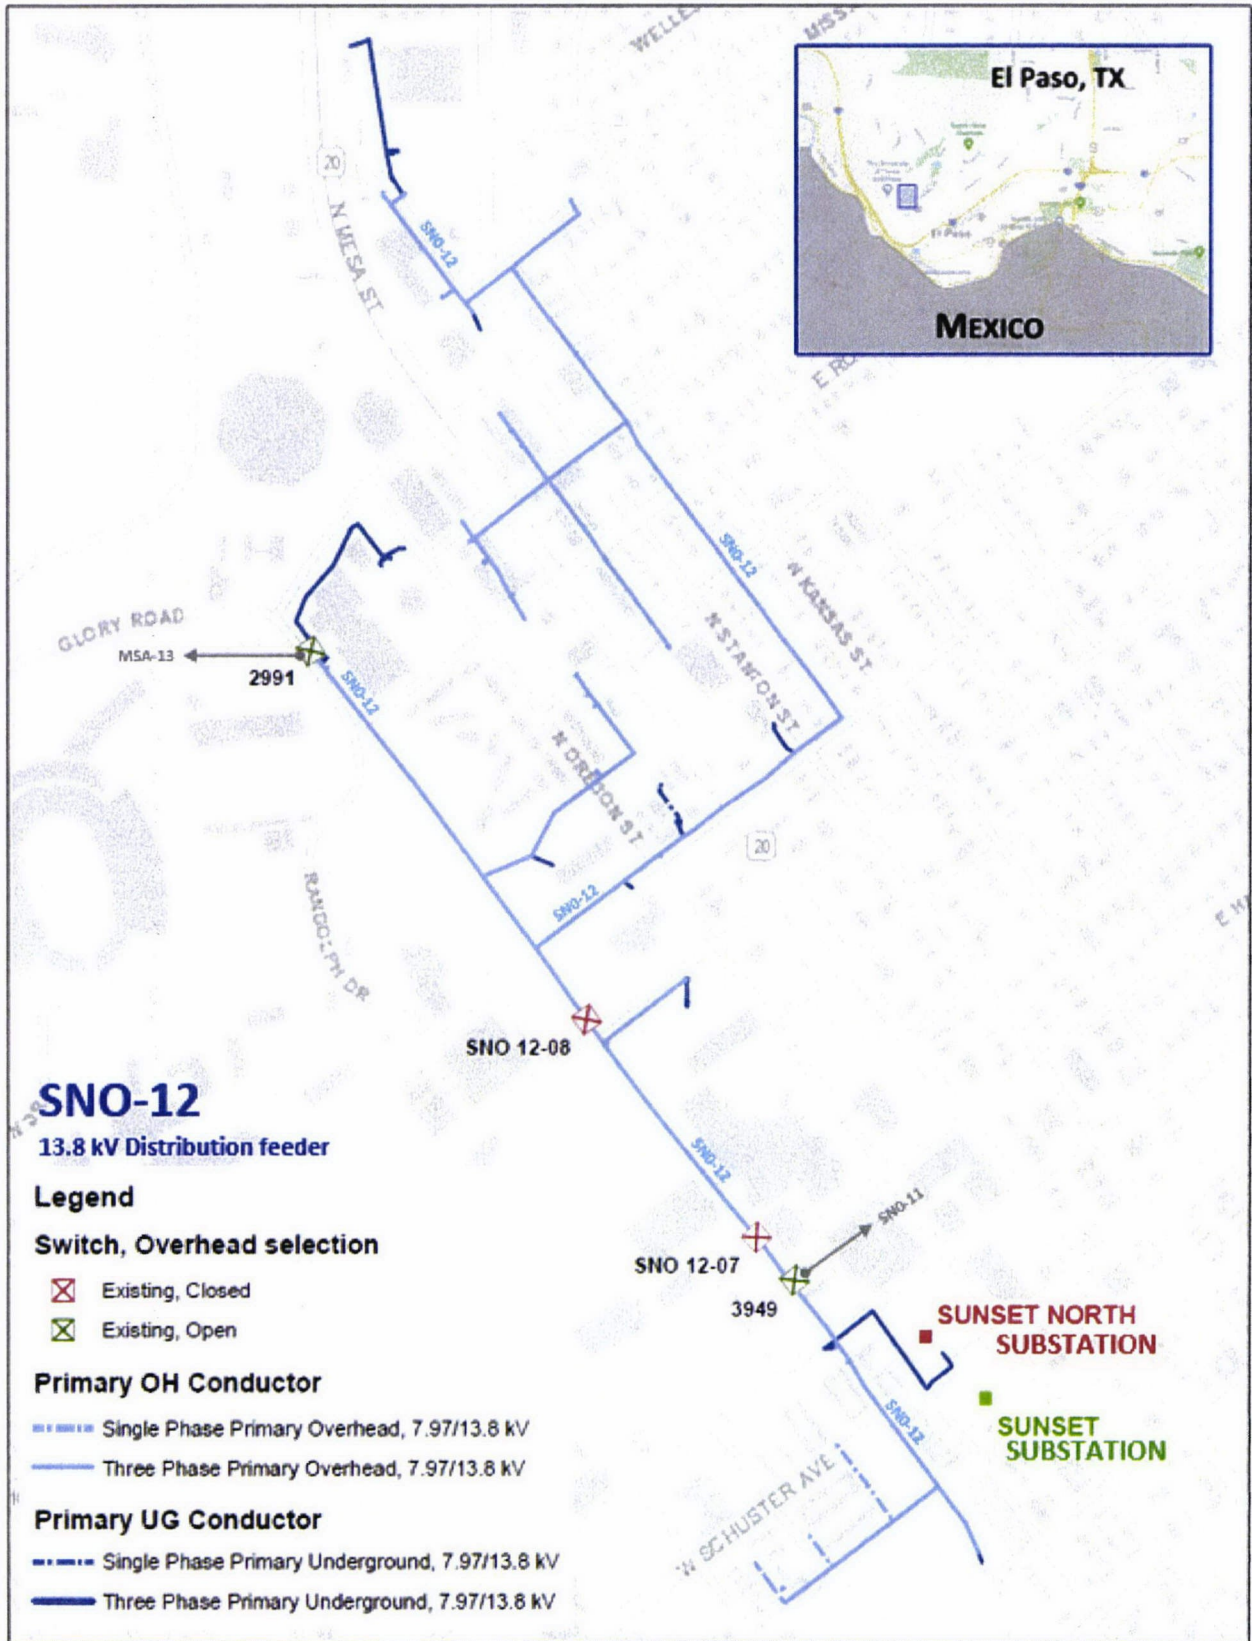 WELLES
MISS
El Paso, TX
El Paso
MEXICO
20
N MESA ST
SNO-12
E RO
SNO-12
N KANSAS ST
N STANTON ST
GLORY ROAD
MSA-13
2991
SNO-12
N OREGON ST
20
SNO-12
RANDOLPH DR
SNO 12-08
SNO-12
13.8 kV Distribution feeder
SNO-12
SNO-11
SNO 12-07
3949
SUNSET NORTH
SUBSTATION
SUNSET
SUBSTATION
SNO-12
W SCHUSTER AVE
Legend
Switch, Overhead selection
Existing, Closed
Existing, Open
Primary OH Conductor
Single Phase Primary Overhead, 7.97/13.8 kV
Three Phase Primary Overhead, 7.97/13.8 kV
Primary UG Conductor
Single Phase Primary Underground, 7.97/13.8 kV
Three Phase Primary Underground, 7.97/13.8 kV